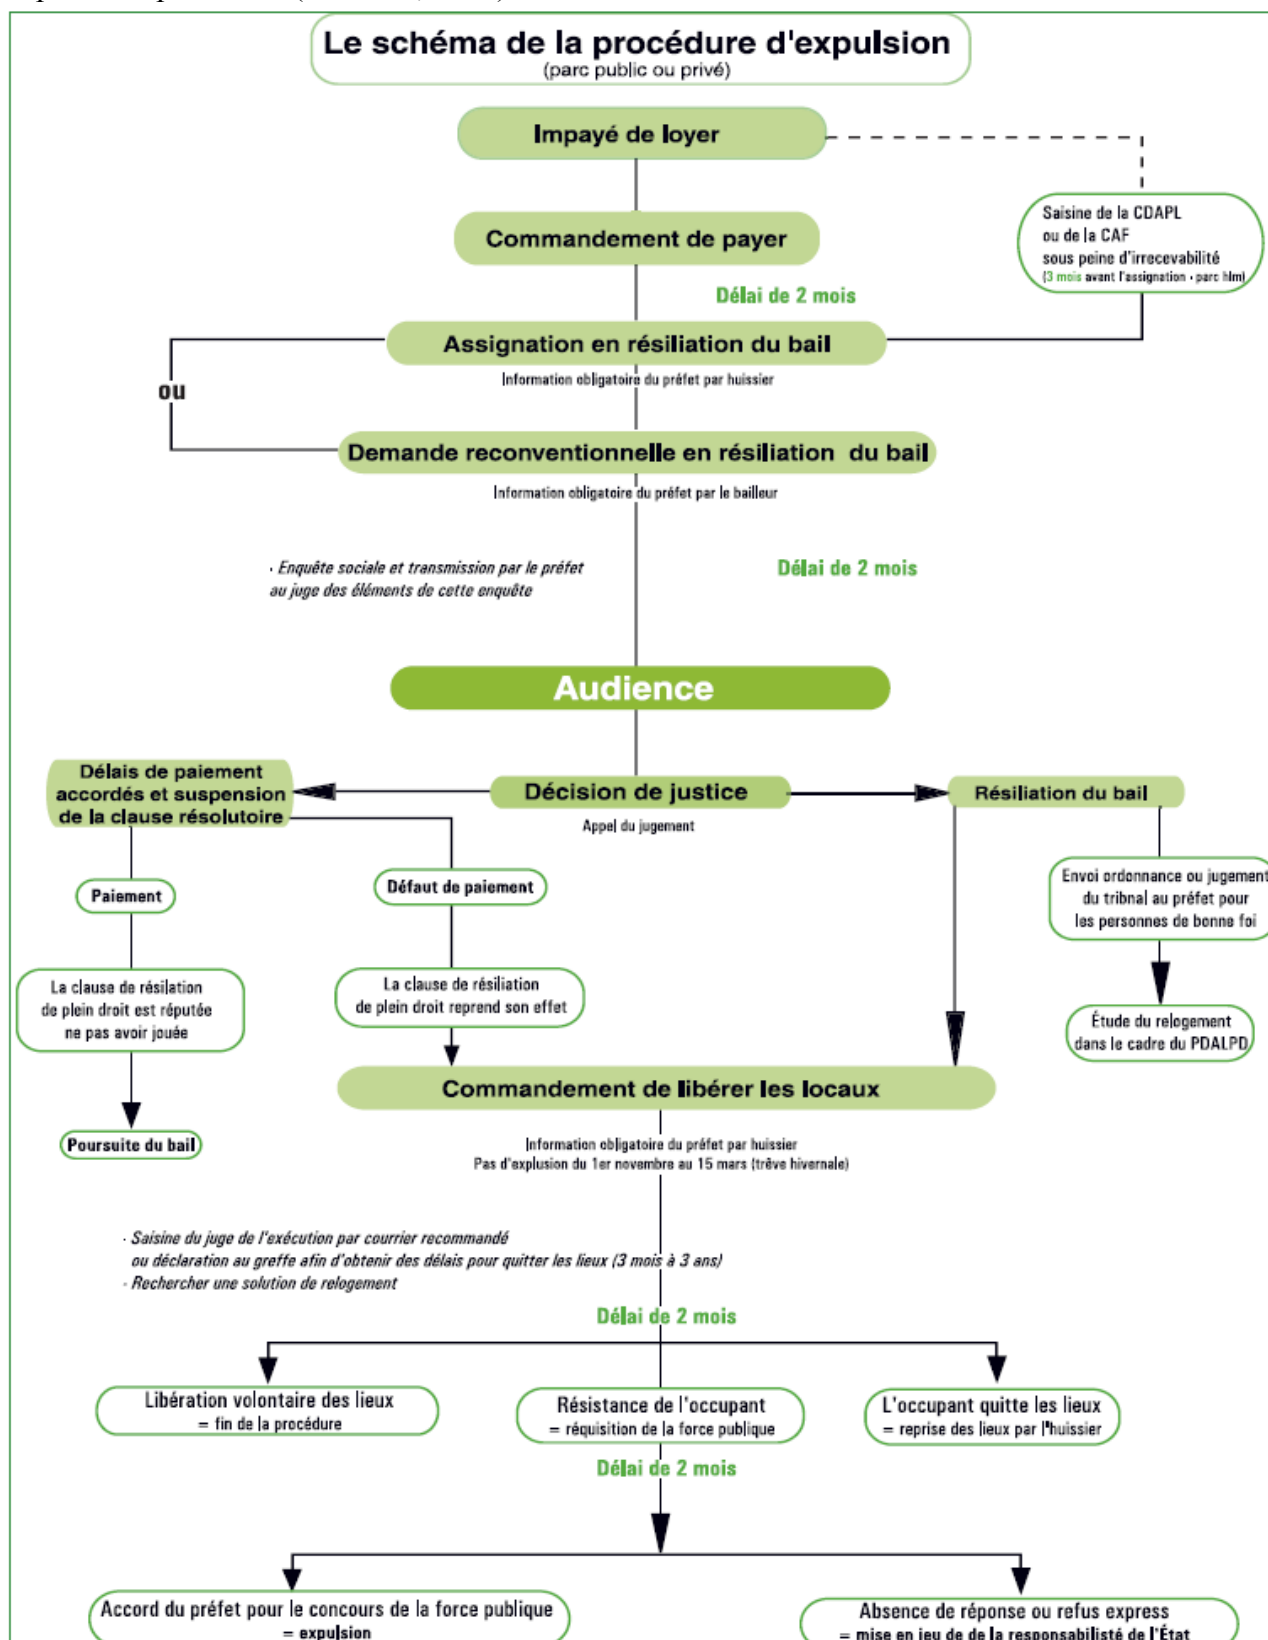 Le schéma de la procédure d'expulsion
(parc public ou privé)
Impayé de loyer
Commandement de payer
Saisine de la CDAPL
ou de la CAF
sous peine d'irrecevabilité
(3 mois avant l'assignation - parc hlm)
Délai de 2 mois
Assignation en résiliation du bail
Information obligatoire du préfet par huissier
ou
Demande reconventionnelle en résiliation du bail
Information obligatoire du préfet par le bailleur
· Enquête sociale et transmission par le préfet
au juge des éléments de cette enquête
Délai de 2 mois
Audience
Délais de paiement
accordés et suspension
de la clause résolutoire
Décision de justice
Appel du jugement
Résiliation du bail
Paiement
Défaut de paiement
Envoi ordonnance ou jugement
du tribnal au préfet pour
les personnes de bonne foi
La clause de résilation
de plein droit est réputée
ne pas avoir jouée
La clause de résiliation
de plein droit reprend son effet
Étude du relogement
dans le cadre du PDALPD
Commandement de libérer les locaux
Poursuite du bail
Information obligatoire du préfet par huissier
Pas d'explusion du 1er novembre au 15 mars (trêve hivernale)
· Saisine du juge de l'exécution par courrier recommandé
ou déclaration au greffe afin d'obtenir des délais pour quitter les lieux (3 mois à 3 ans)
· Rechercher une solution de relogement
Délai de 2 mois
Libération volontaire des lieux
= fin de la procédure
Résistance de l'occupant
= réquisition de la force publique
L'occupant quitte les lieux
= reprise des lieux par l'huissier
Délai de 2 mois
Accord du préfet pour le concours de la force publique
= expulsion
Absence de réponse ou refus express
= mise en jeu de de la responsabilisté de l'État